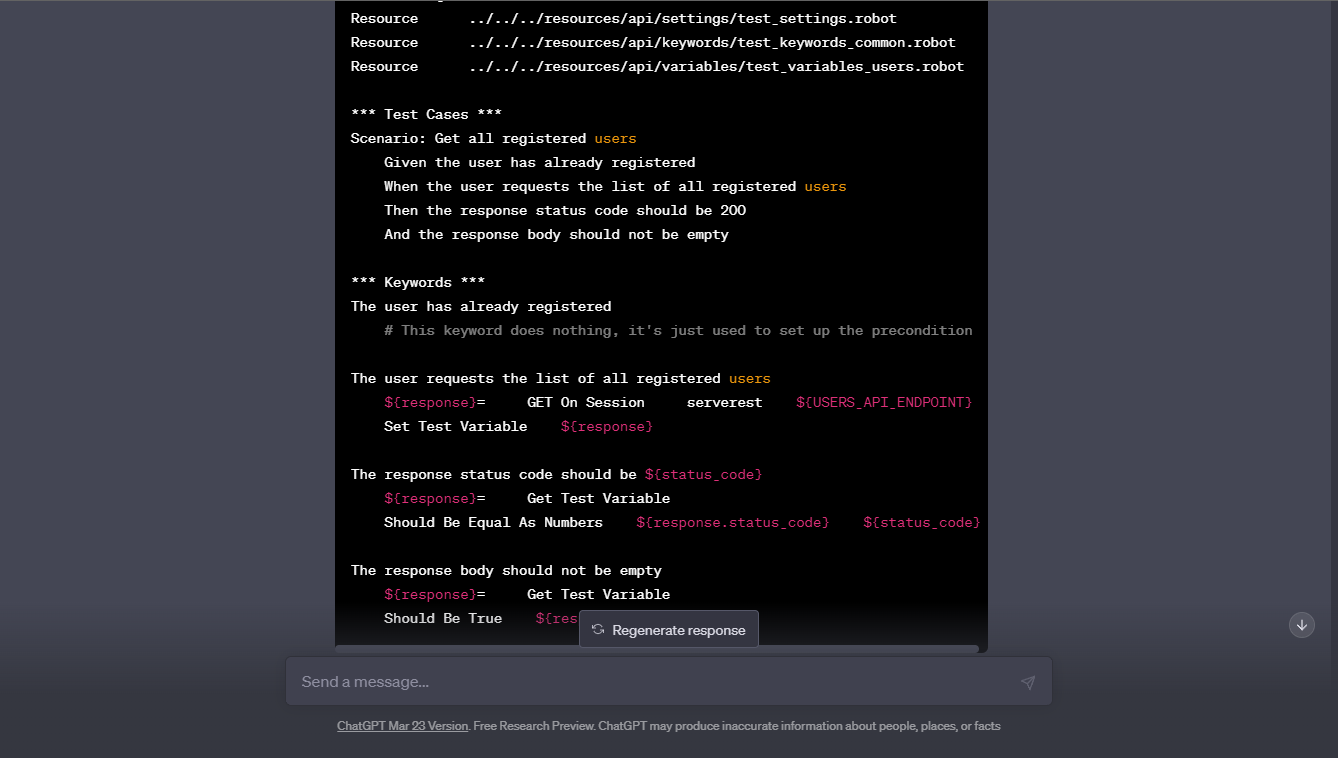 Resource      ../../../resources/api/settings/test_settings.robot
Resource      ../../../resources/api/keywords/test_keywords_common.robot
Resource      ../../../resources/api/variables/test_variables_users.robot
*** Test Cases ***
Scenario: Get all registered users
    Given the user has already registered
    When the user requests the list of all registered users
    Then the response status code should be 200
    And the response body should not be empty
*** Keywords ***
The user has already registered
    # This keyword does nothing, it's just used to set up the precondition
The user requests the list of all registered users
    ${response}=     GET On Session     serverest    ${USERS_API_ENDPOINT}
    Set Test Variable    ${response}
The response status code should be ${status_code}
    ${response}=     Get Test Variable
    Should Be Equal As Numbers    ${response.status_code}    ${status_code}
The response body should not be empty
    ${response}=     Get Test Variable
    Should Be True    ${res
Regenerate response
Send a message...
ChatGPT Mar 23 Version. Free Research Preview. ChatGPT may produce inaccurate information about people, places, or facts